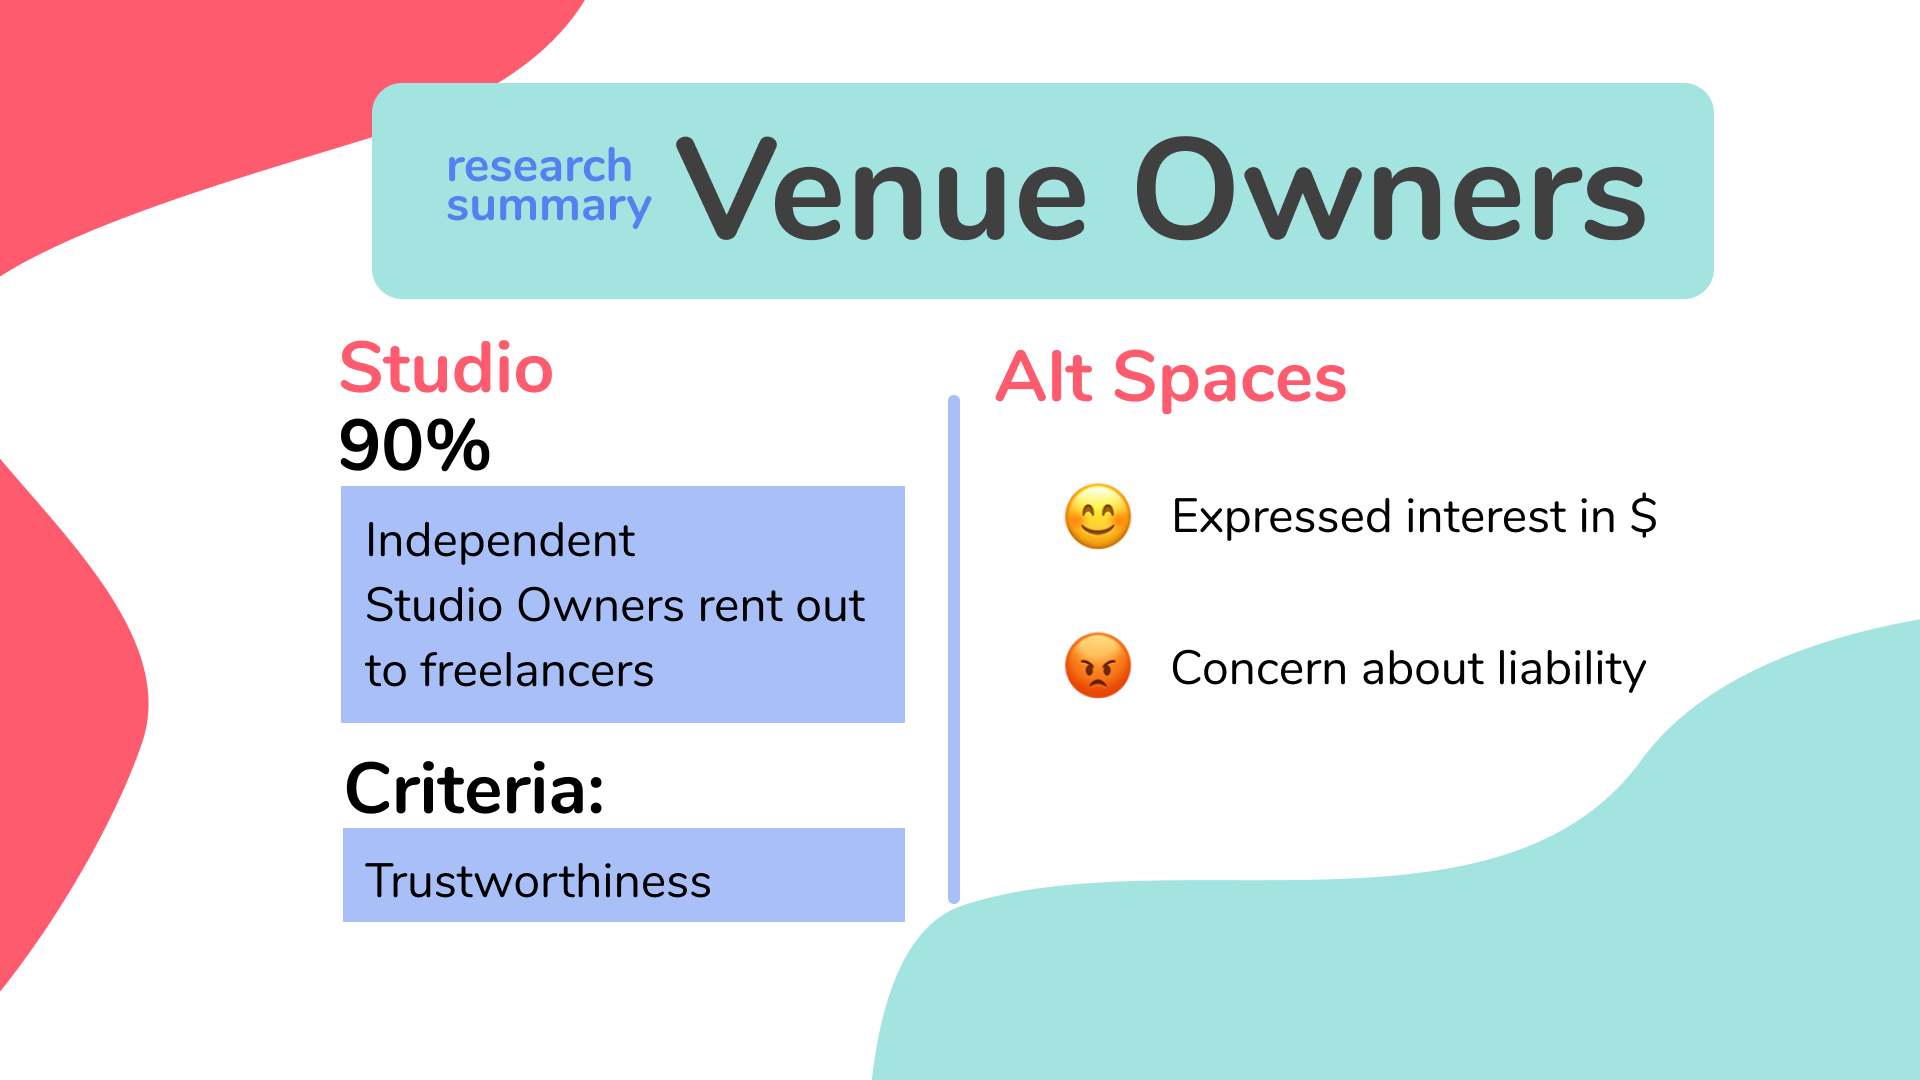 research
summary
Venue Owners
Studio
90%
Independent
Studio Owners rent out
to freelancers
Criteria:
Trustworthiness
Alt Spaces
😊 Expressed interest in $
😡 Concern about liability